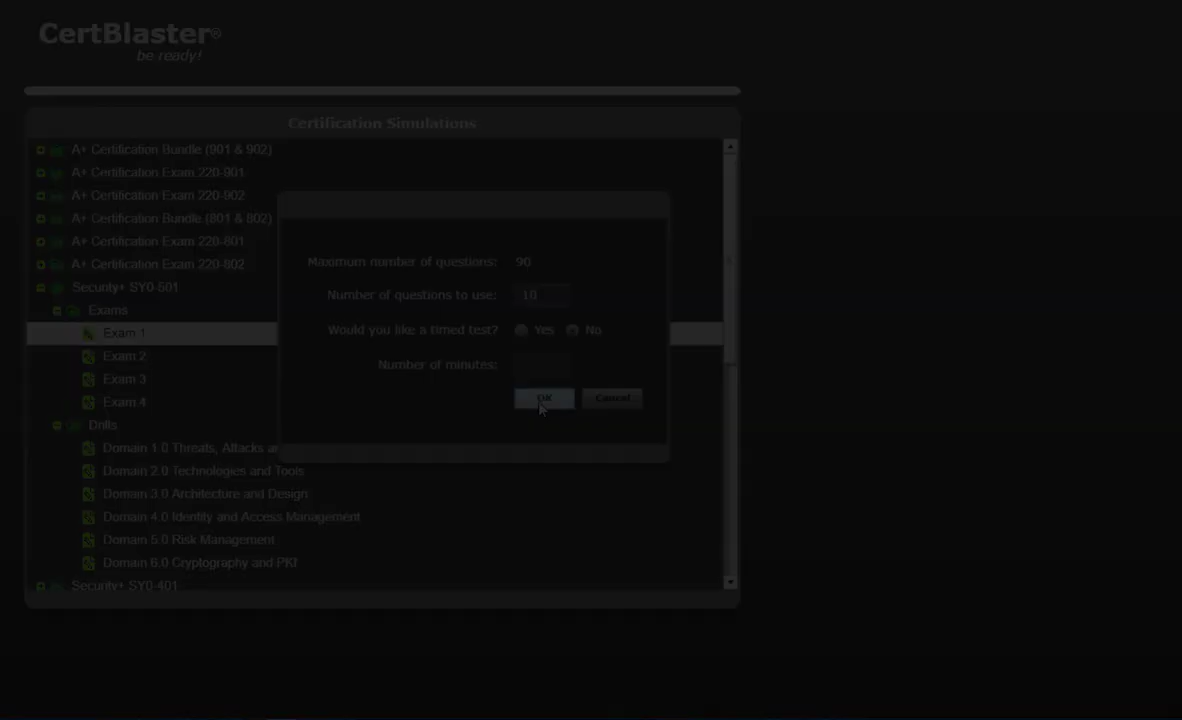 CertBlaster®
be ready!
Certification Simulations
A+ Certification Bundle (901 & 902)
A+ Certification Exam 220-901
A+ Certification Exam 220-902
A+ Certification Bundle (801 & 802)
A+ Certification Exam 220-801
A+ Certification Exam 220-802
Security+ SY0-501
Exams
Exam 1
Exam 2
Exam 3
Exam 4
Drills
Domain 1.0 Threats, Attacks
Domain 2.0 Technologies and Tools
Domain 3.0 Architecture and Design
Domain 4.0 Identity and Access Management
Domain 5.0 Risk Management
Domain 6.0 Cryptography and PKI
Security+ SY0-401
Maximum number of questions: 90
Number of questions to use: 10
Would you like a timed test? Yes No
Number of minutes:
OK Cancel